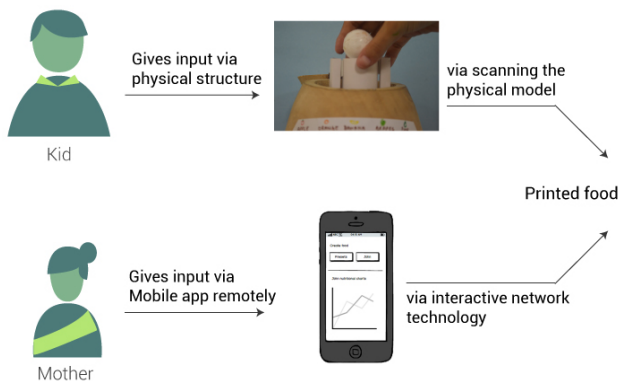 Gives input via
physical structure
via scanning the
physical model
Kid
Printed food
Gives input via
Mobile app remotely
via interactive network
technology
Mother